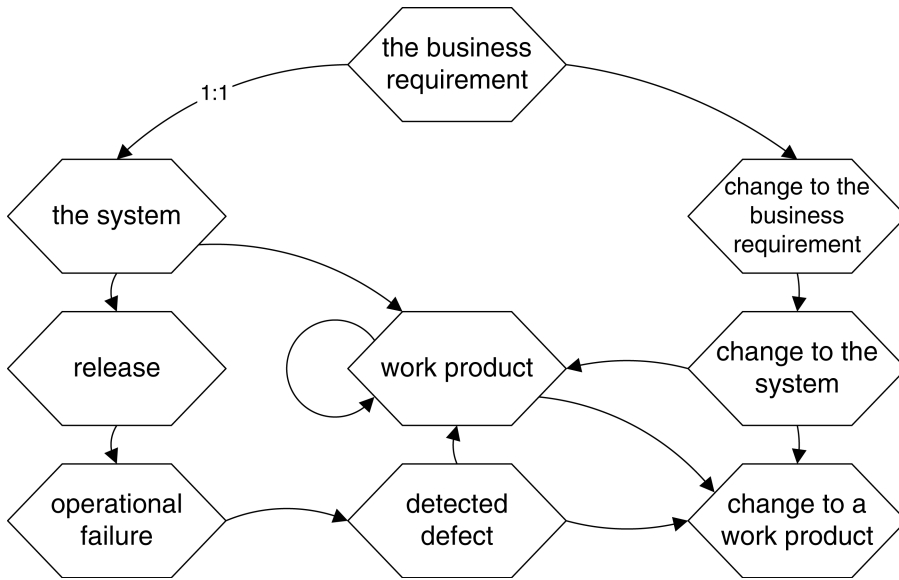 the business
requirement
1:1
the system
change to the
business
requirement
release
work product
change to the
system
operational
failure
detected
defect
change to a
work product